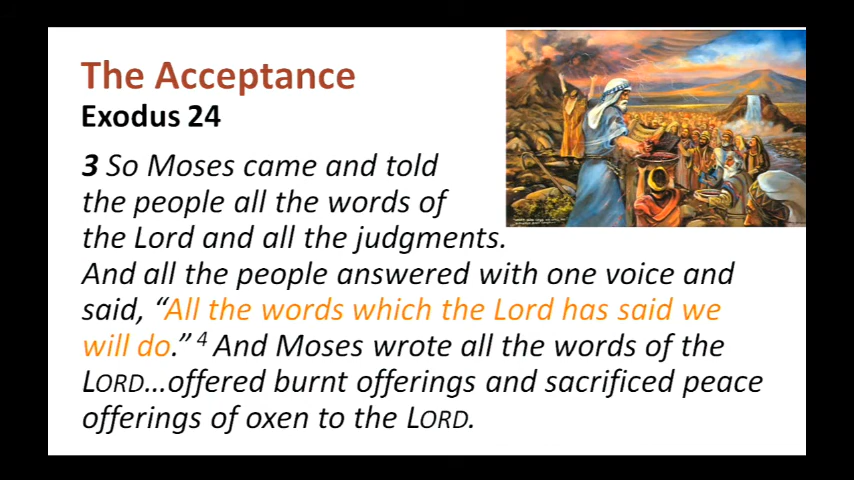 The Acceptance
Exodus 24
3 So Moses came and told
the people all the words of
the Lord and all the judgments.
And all the people answered with one voice and
said, “All the words which the Lord has said we
will do.” 4 And Moses wrote all the words of the
LORD…offered burnt offerings and sacrificed peace
offerings of oxen to the LORD.